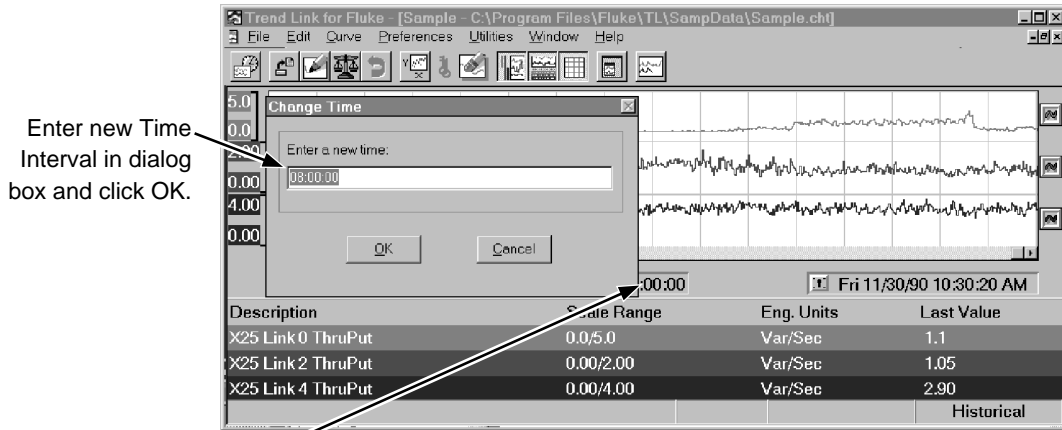 Trend Link for Fluke - [Sample - C:\Program Files\Fluke\TL\SampData\Sample.cht]
File Edit Curve Preferences Utilities Window Help
5.0
0.0
2.00
0.00
4.00
0.00
Change Time
Enter a new time:
08:00:00
OK Cancel
Enter new Time
Interval in dialog
box and click OK.
:00:00 Fri 11/30/90 10:30:20 AM
Description Scale Range Eng. Units Last Value
X25 Link 0 ThruPut 0.0/5.0 Var/Sec 1.1
X25 Link 2 ThruPut 0.00/2.00 Var/Sec 1.05
X25 Link 4 ThruPut 0.00/4.00 Var/Sec 2.90
Historical